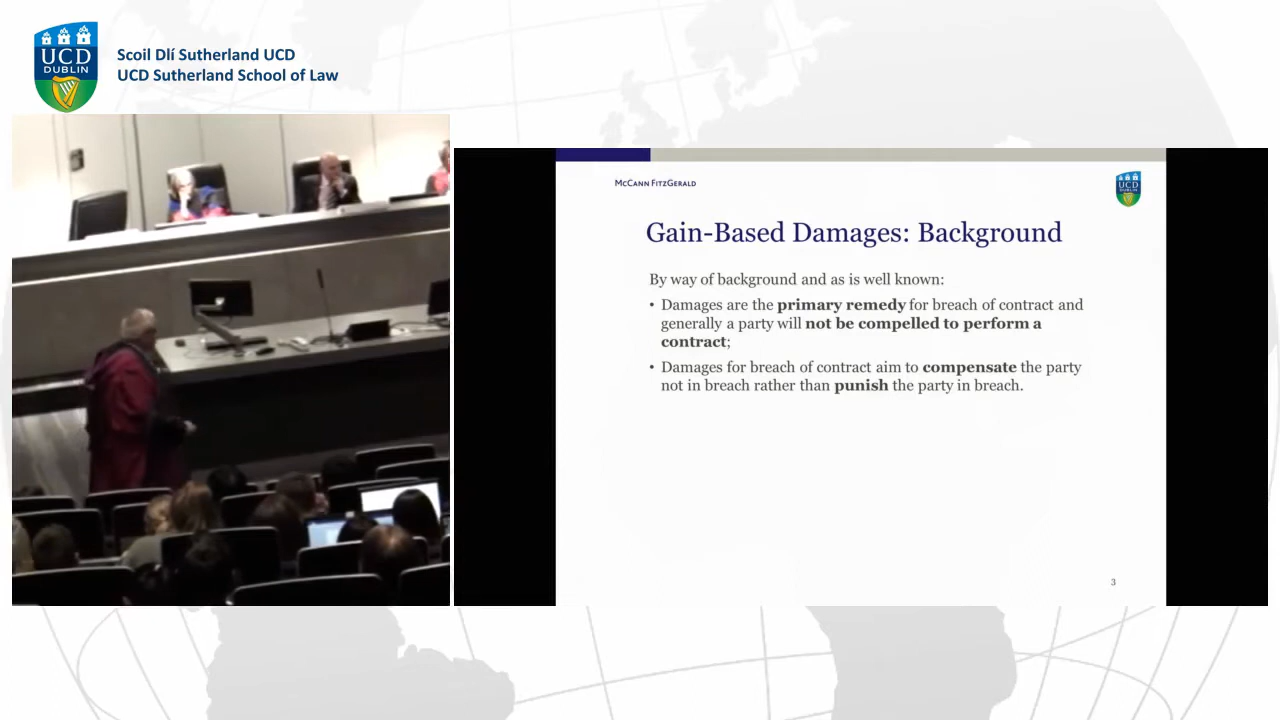 UCD
DUBLIN
Scoil Dlí Sutherland UCD
UCD Sutherland School of Law
McCann FitzGerald
UCD
DUBLIN
Gain-Based Damages: Background
By way of background and as is well known:
• Damages are the primary remedy for breach of contract and
generally a party will not be compelled to perform a
contract;
• Damages for breach of contract aim to compensate the party
not in breach rather than punish the party in breach.
3